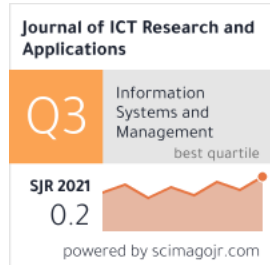 Journal of ICT Research and
Applications
Q3
Information
Systems and
Management
best quartile
SJR 2021
0.2
powered by scimagojr.com